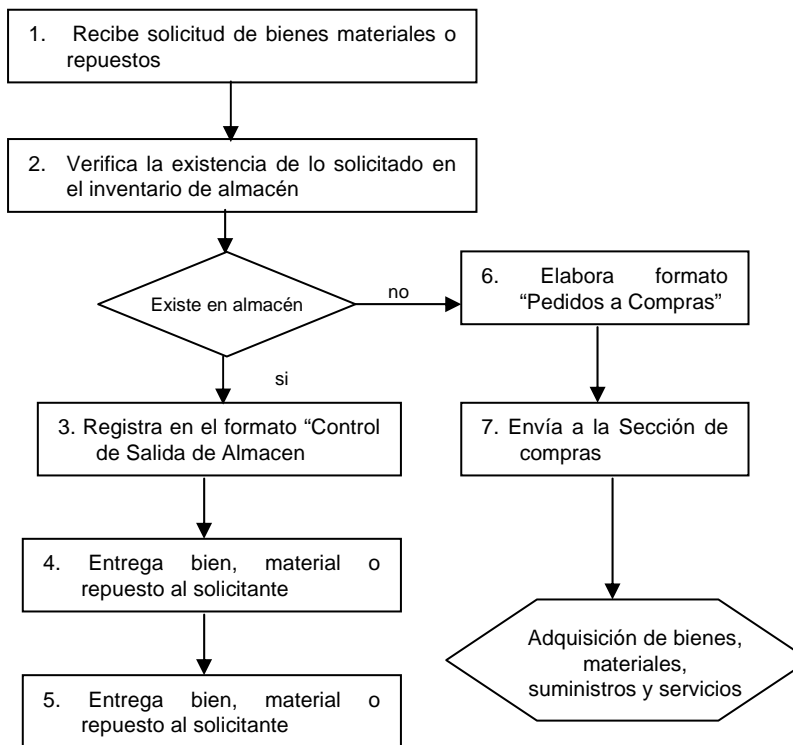 1. Recibe solicitud de bienes materiales o
repuestos
2. Verifica la existencia de lo solicitado en
el inventario de almacén
Existe en almacén
no
si
3. Registra en el formato “Control
de Salida de Almacen
4. Entrega bien, material o
repuesto al solicitante
5. Entrega bien, material o
repuesto al solicitante
6. Elabora formato
“Pedidos a Compras”
7. Envía a la Sección de
compras
Adquisición de bienes,
materiales,
suministros y servicios